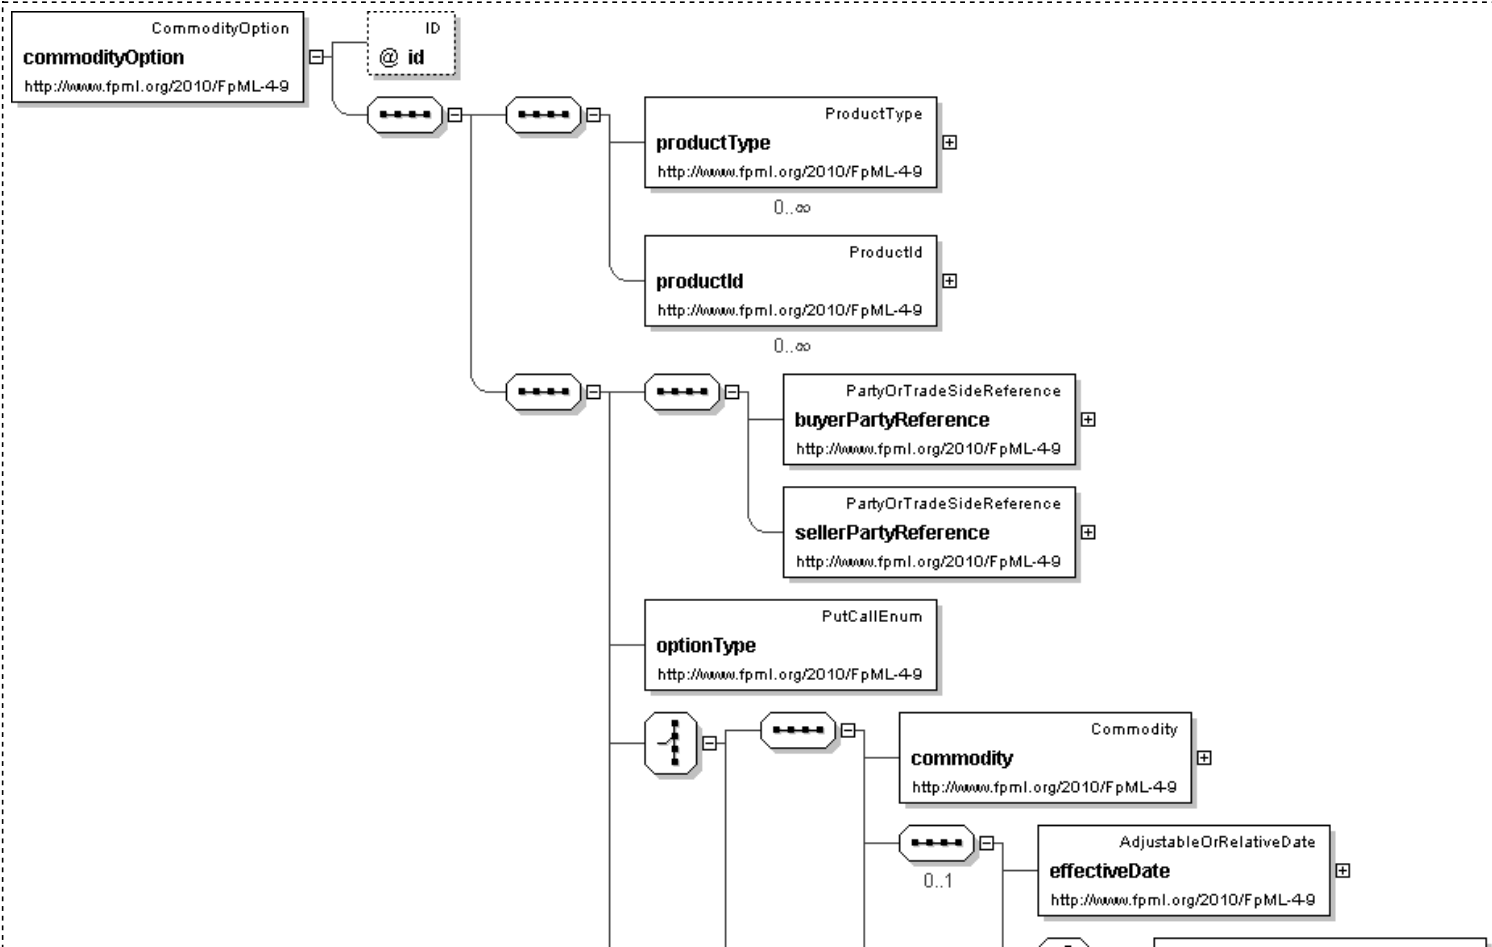 CommodityOption
commodityOption
http://www.fpml.org/2010/FpML-4-9
ID
@ id
ProductType
productType
http://www.fpml.org/2010/FpML-4-9
0..∞
ProductId
productId
http://www.fpml.org/2010/FpML-4-9
0..∞
PartyOrTradeSideReference
buyerPartyReference
http://www.fpml.org/2010/FpML-4-9
PartyOrTradeSideReference
sellerPartyReference
http://www.fpml.org/2010/FpML-4-9
PutCallEnum
optionType
http://www.fpml.org/2010/FpML-4-9
Commodity
commodity
http://www.fpml.org/2010/FpML-4-9
0..1
AdjustableOrRelativeDate
effectiveDate
http://www.fpml.org/2010/FpML-4-9